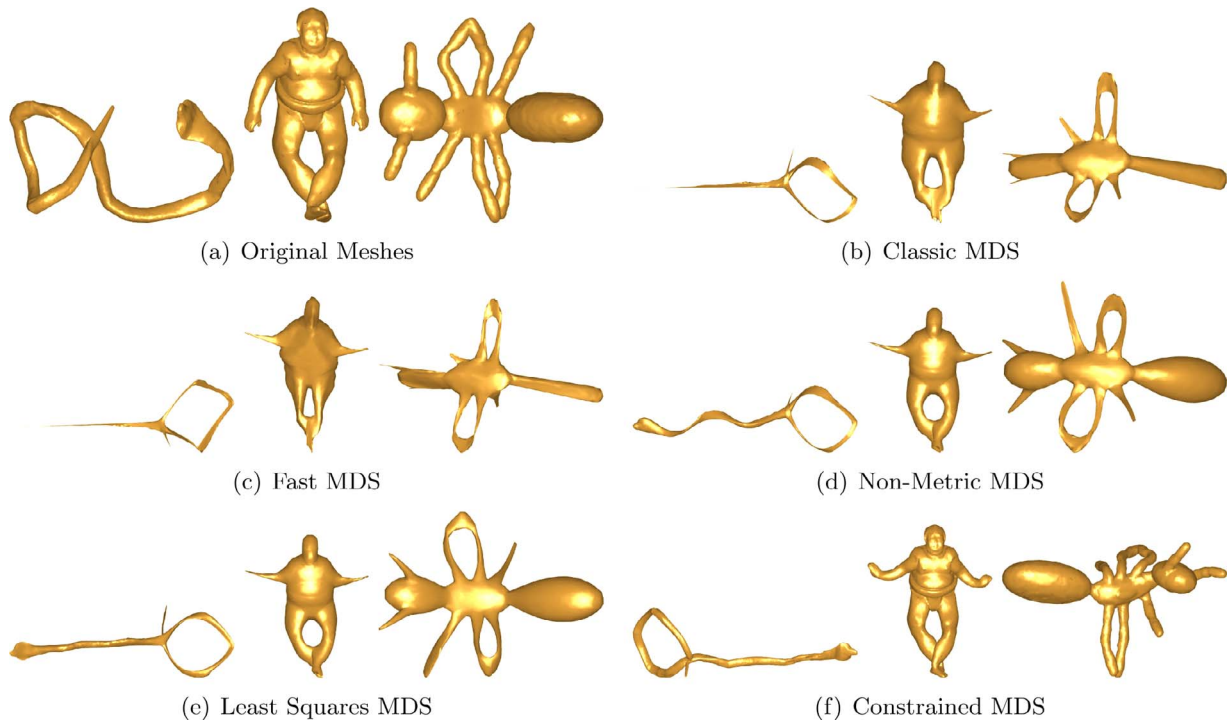 (a) Original Meshes
(b) Classic MDS
(c) Fast MDS
(d) Non-Metric MDS
(e) Least Squares MDS
(f) Constrained MDS